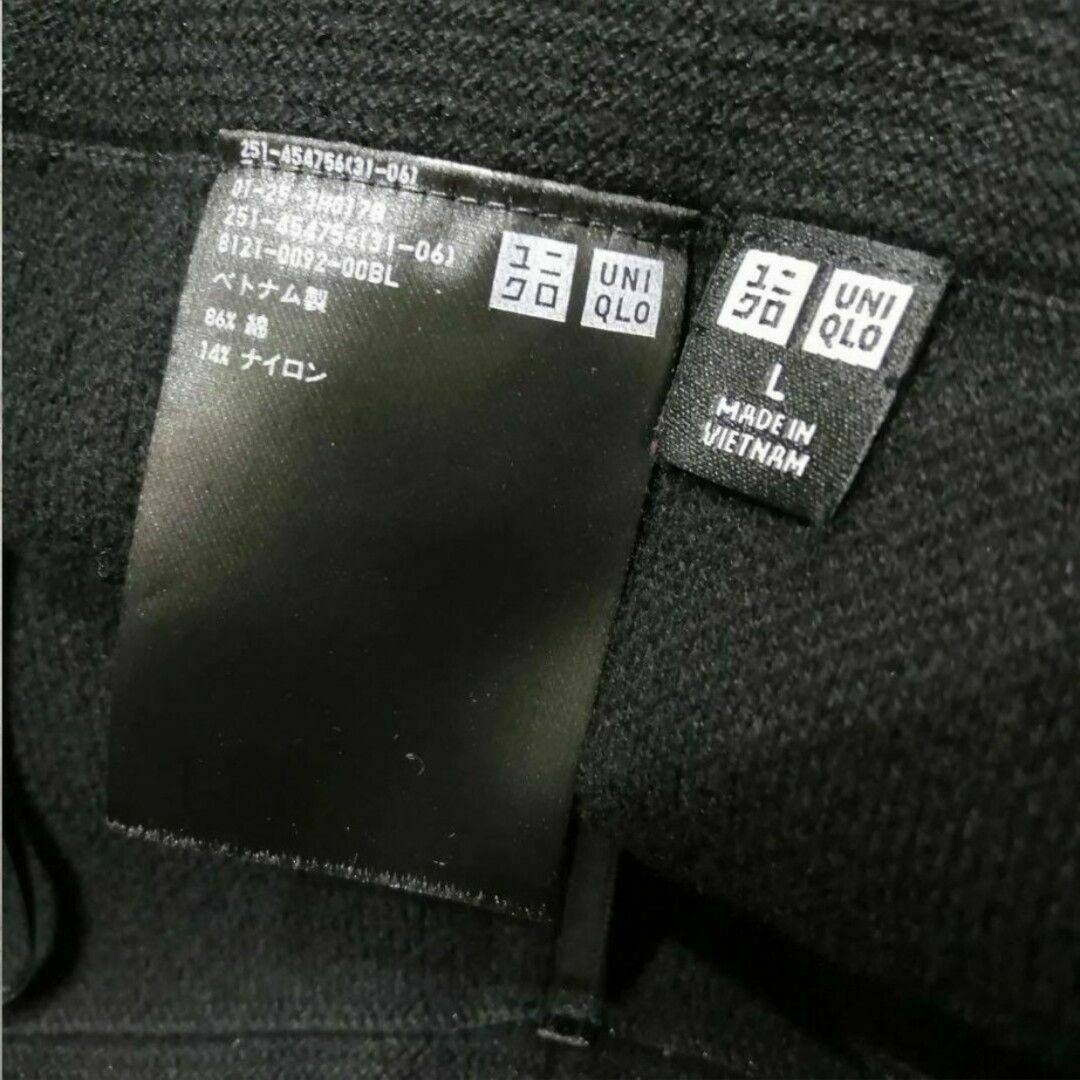 251-454756(31-06)
251-454756(31-06)
8121-0092-00BL
ベトナム製
86% 綿
14% ナイロン
ユニ
クロ
UNI
QLO
ユニ
クロ
UNI
QLO
L
MADE IN
VIETNAM